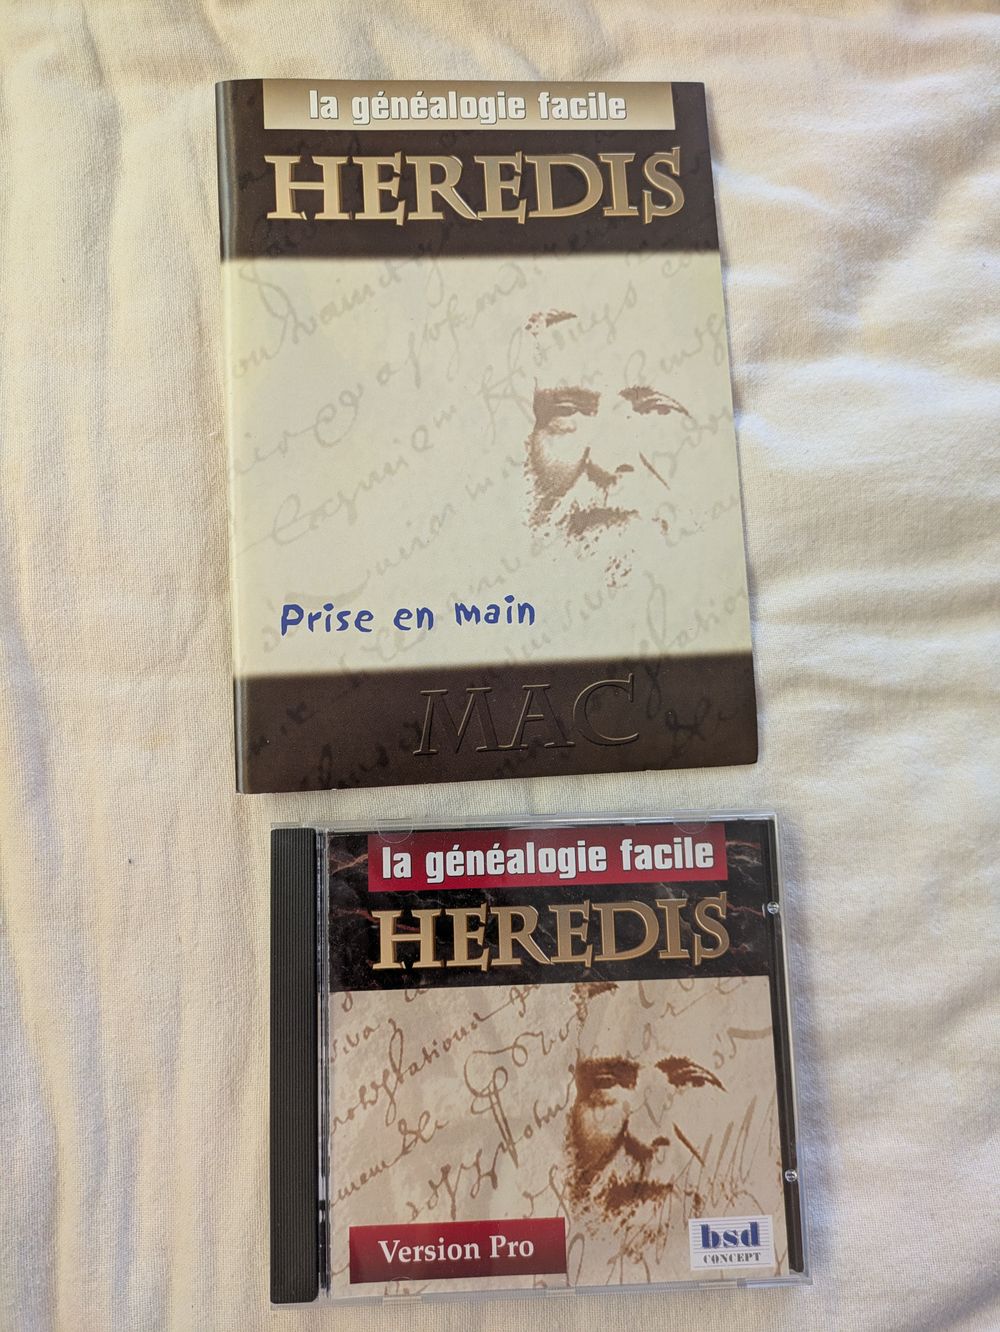 la généalogie facile
HEREDIS
Prise en main
MAC
la généalogie facile
HEREDIS
Version Pro
bsd
CONCEPT